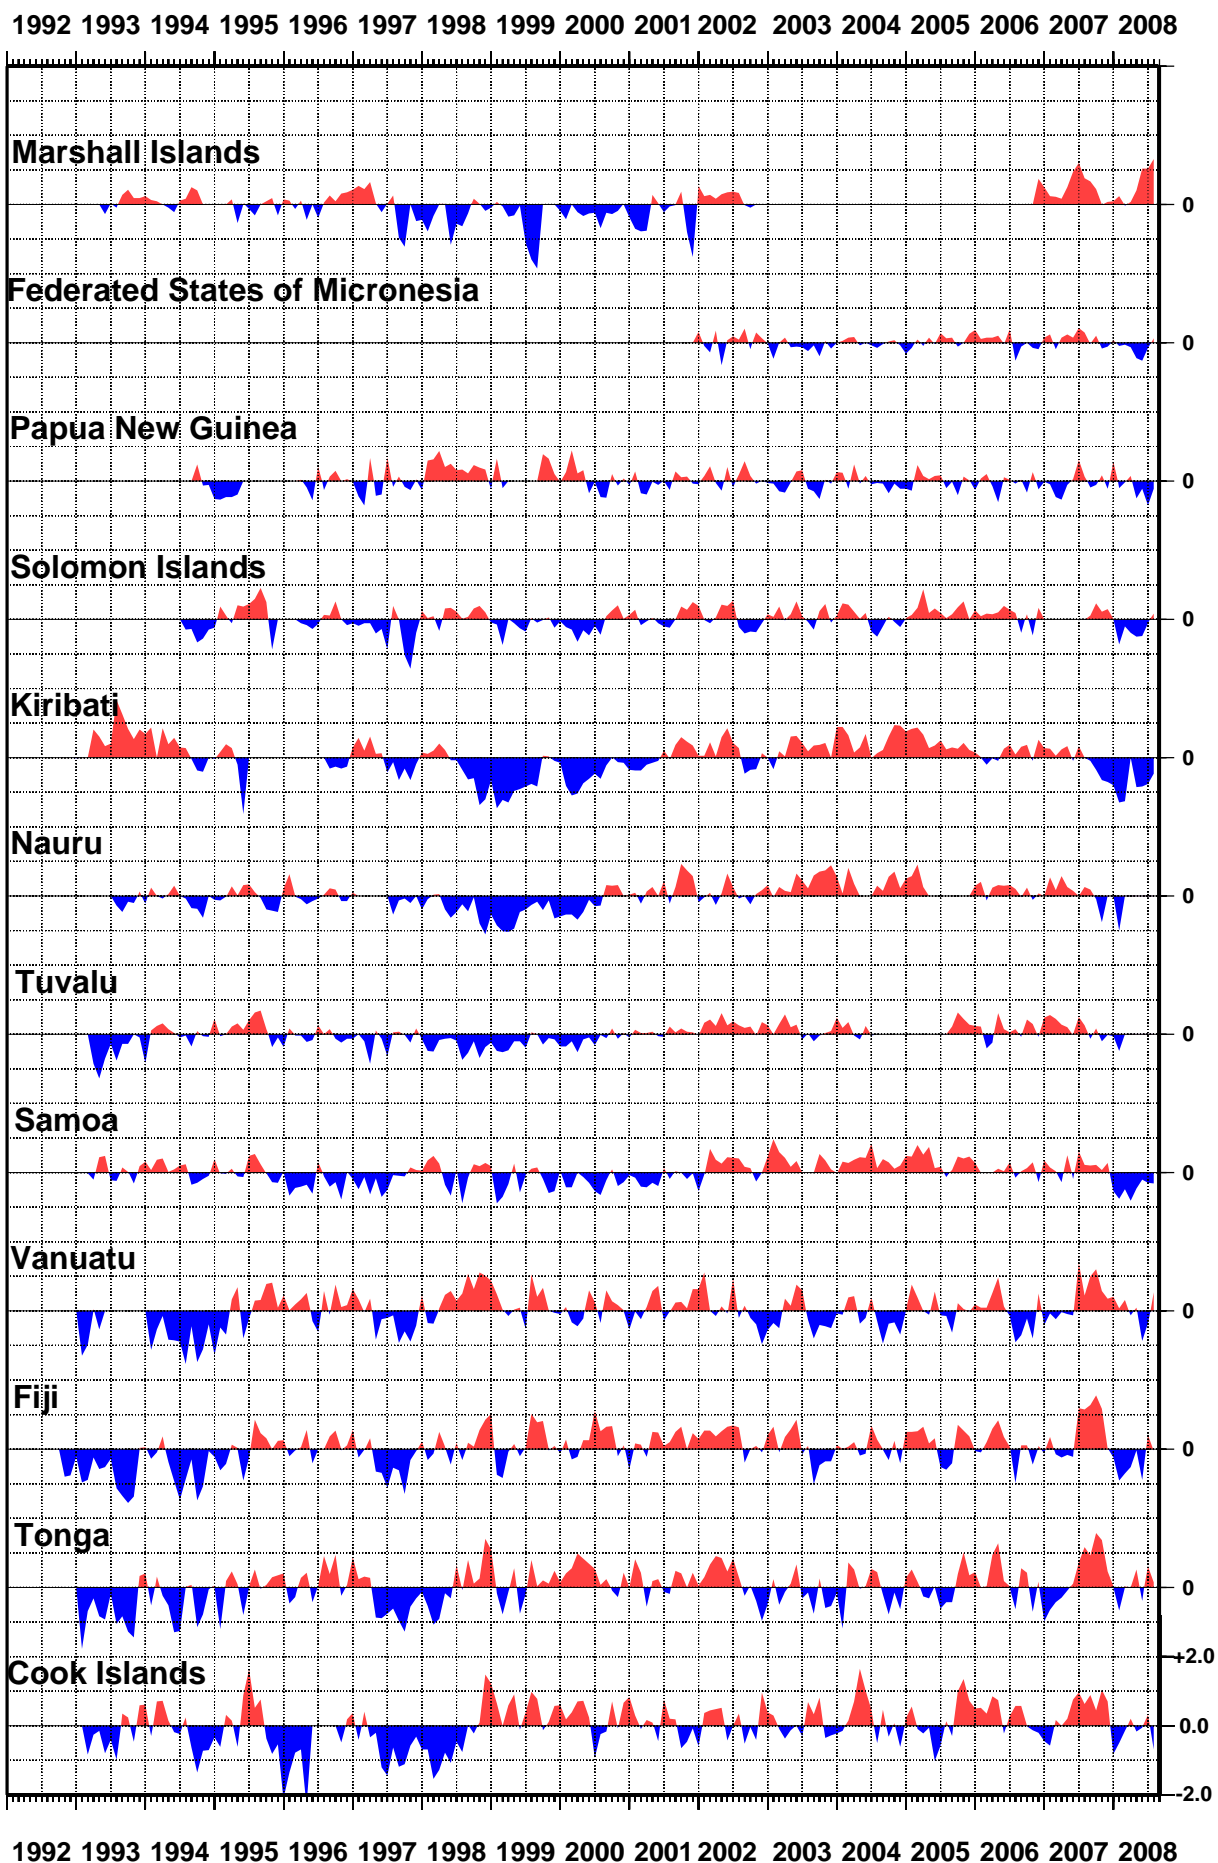 1992 1993 1994 1995 1996 1997 1998 1999 2000 2001 2002 2003 2004 2005 2006 2007 2008
Marshall Islands
0
Federated States of Micronesia
0
Papua New Guinea
0
Solomon Islands
0
Kiribati
0
Nauru
0
Tuvalu
0
Samoa
0
Vanuatu
0
Fiji
0
Tonga
0
+2.0
Cook Islands
0.0
-2.0
1992 1993 1994 1995 1996 1997 1998 1999 2000 2001 2002 2003 2004 2005 2006 2007 2008